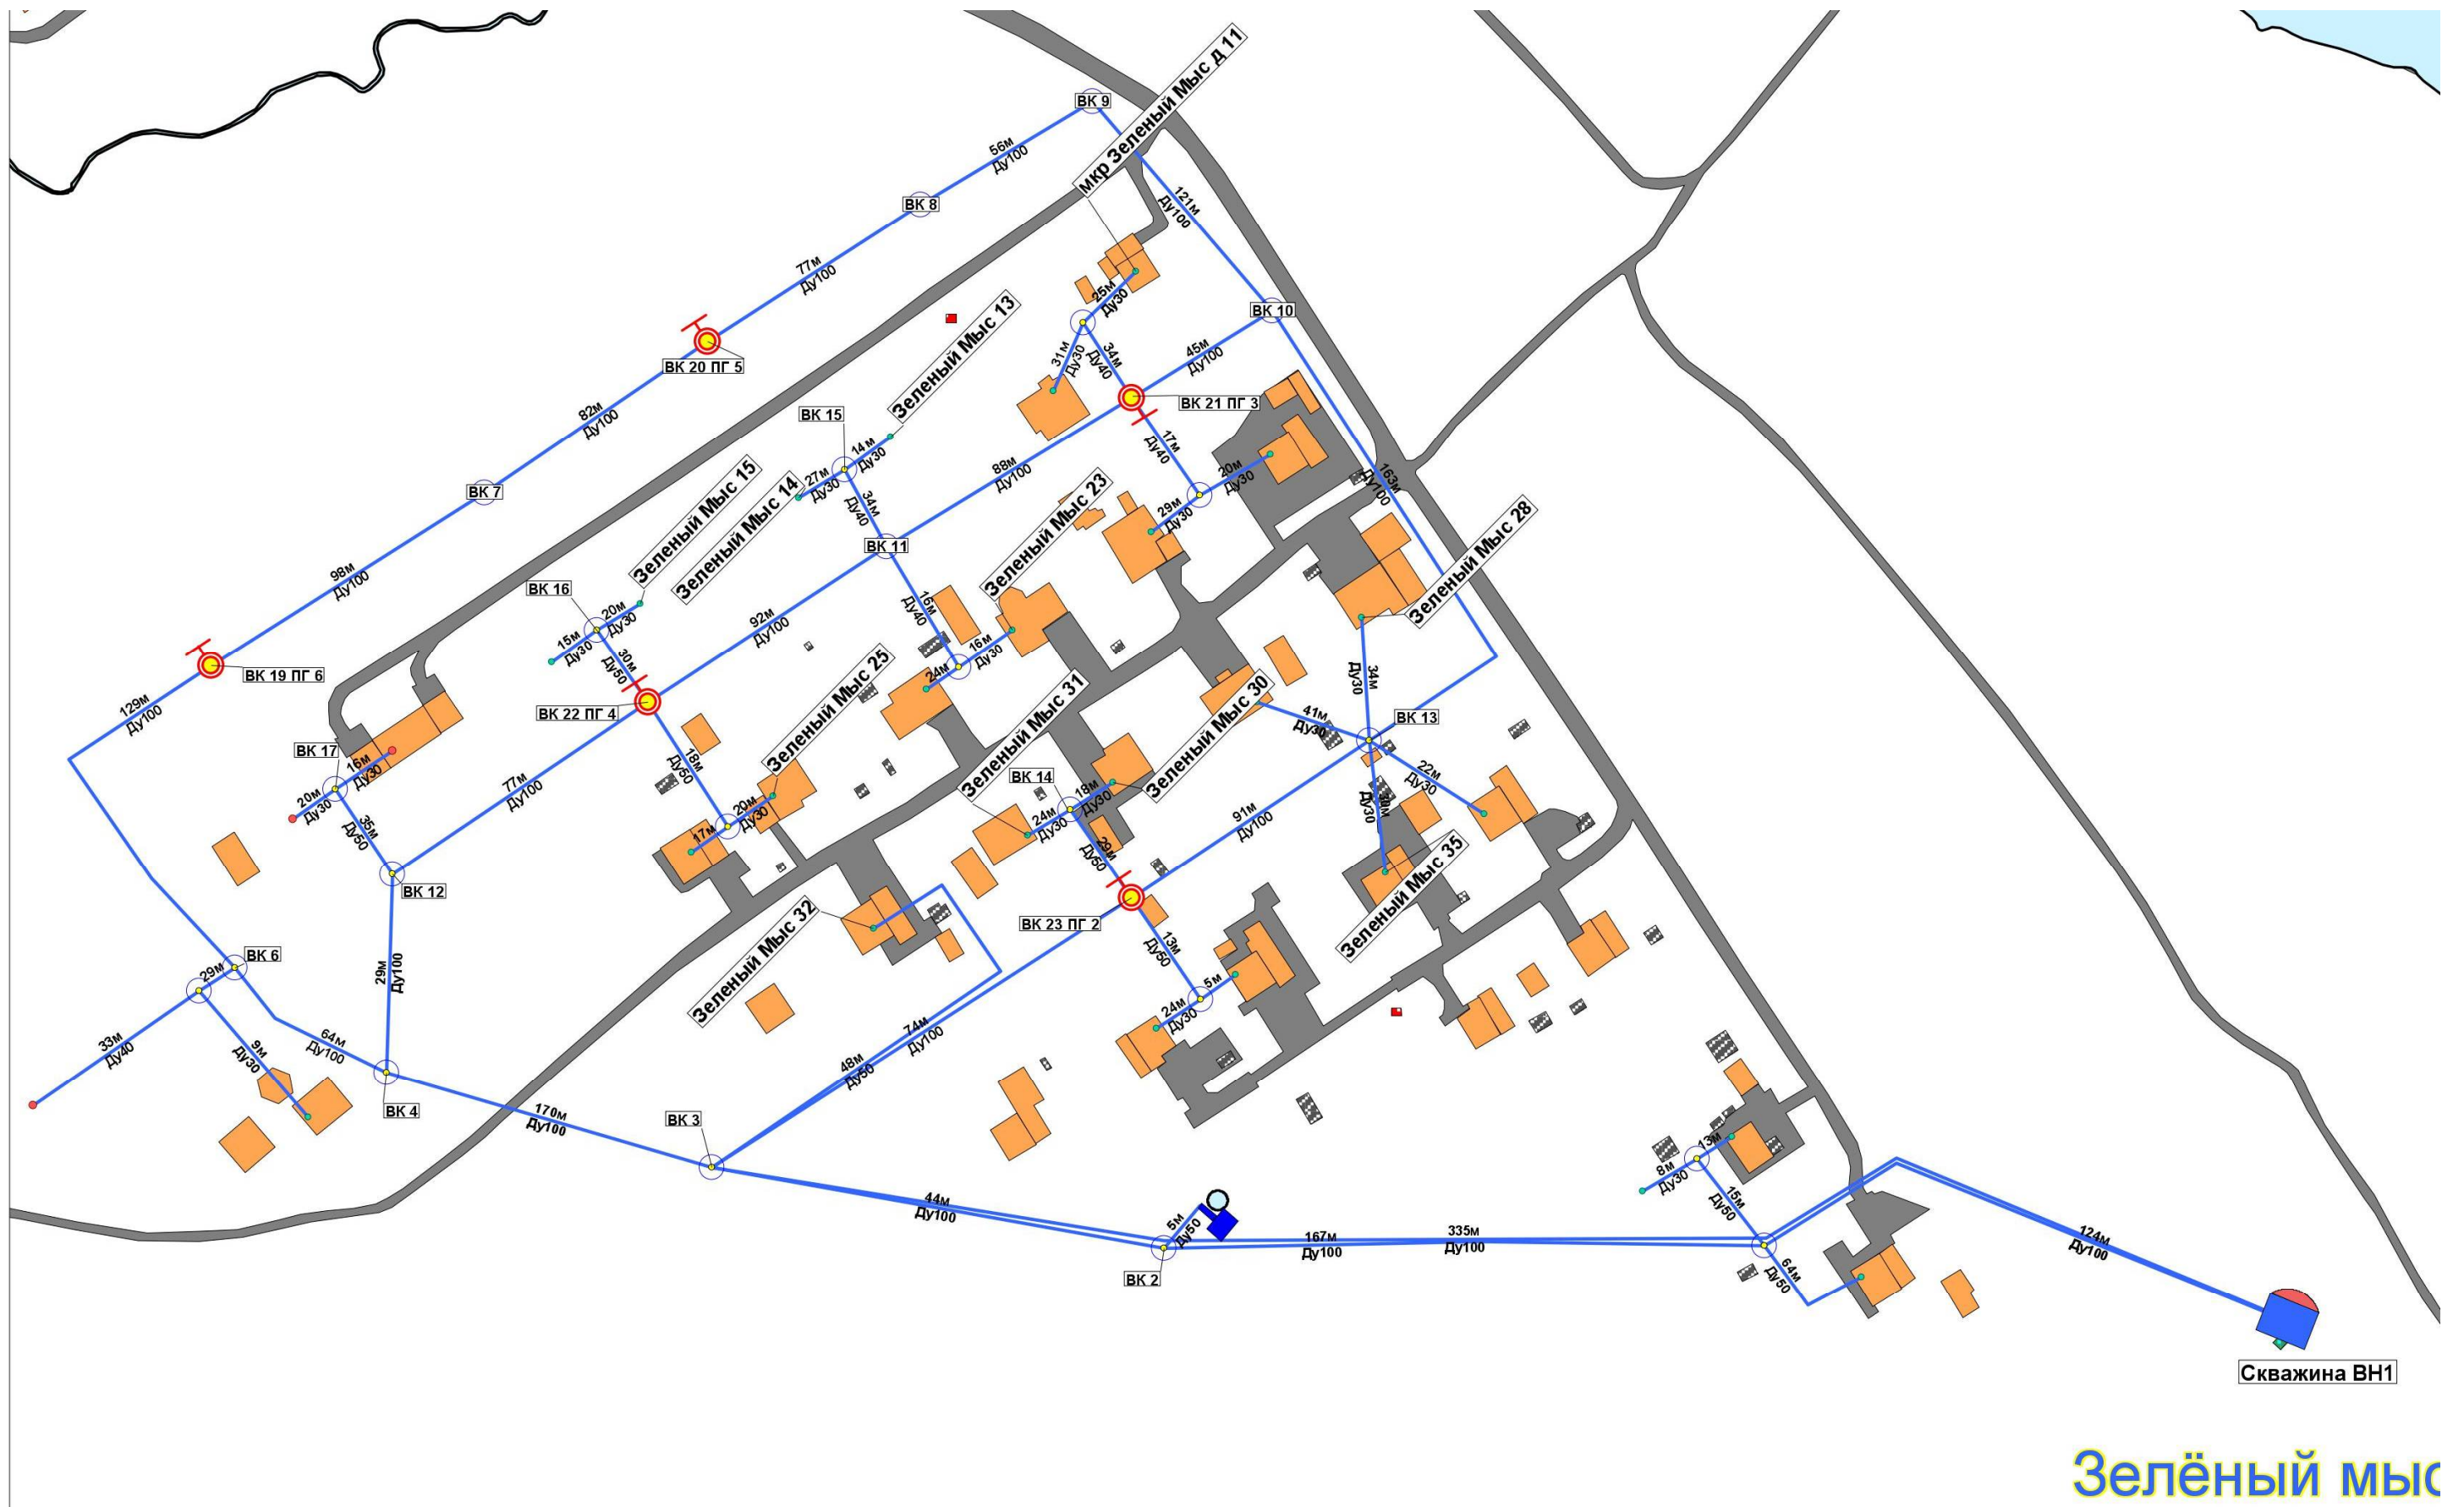 ВК 9
56м
Ду100
мкр Зеленый Мыс д 11
ВК 8
121м
Ду100
77м
Ду100
25м
Ду30
ВК 10
Зеленый Мыс 13
31м
Ду30
34м
Ду40
45м
Ду100
ВК 20 ПГ 5
82м
Ду100
ВК 15
ВК 21 ПГ 3
14м
Ду30
17м
Ду40
88м
Ду100
27м
Ду30
20м
Ду30
163м
Ду100
ВК 7
Зеленый Мыс 15
Зеленый Мыс 14
34м
Ду40
Зеленый Мыс 23
29м
Ду30
Зеленый Мыс 28
ВК 11
98м
Ду100
ВК 16
20м
Ду30
15м
Ду30
92м
Ду100
16м
Ду40
16м
Ду30
30м
Ду50
24м
34м
Ду30
ВК 19 ПГ 6
129м
Ду100
ВК 22 ПГ 4
Зеленый Мыс 25
Зеленый Мыс 31
Зеленый Мыс 30
41м
Ду30
ВК 13
ВК 17
16м
Ду30
18м
Ду50
77м
Ду100
ВК 14
18м
Ду30
22м
Ду30
20м
Ду30
35м
Ду50
20м
Ду30
17м
24м
Ду30
29м
Ду50
91м
Ду100
Ду30
Зеленый Мыс 35
ВК 12
Зеленый Мыс 32
ВК 23 ПГ 2
13м
Ду50
ВК 6
29м
29м
Ду100
5м
24м
Ду30
33м
Ду40
9м
Ду30
64м
Ду100
74м
Ду100
48м
Ду50
ВК 4
170м
Ду100
ВК 3
13м
8м
Ду30
15м
Ду50
44м
Ду100
5м
Ду50
167м
Ду100
335м
Ду100
124м
Ду100
ВК 2
64м
Ду50
Скважина ВН1
Зелёный мыс